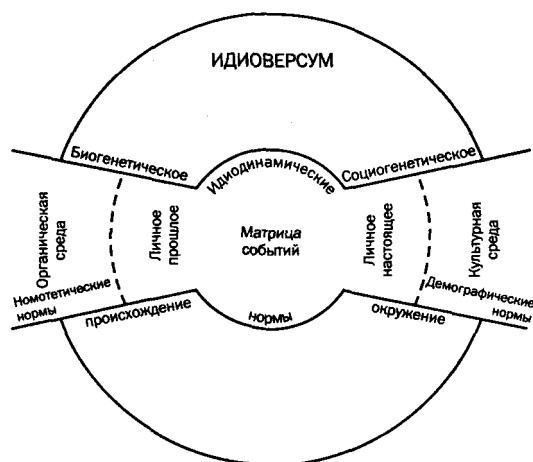 ИДИОВЕРСУМ
Биогенетическое
Идиодинамические
Социогенетическое
Органическая
среда
Личное
прошлое
Матрица
событий
Личное
настоящее
Культурная
среда
Номотетические
нормы
Демографические
нормы
происхождение
нормы
окружение